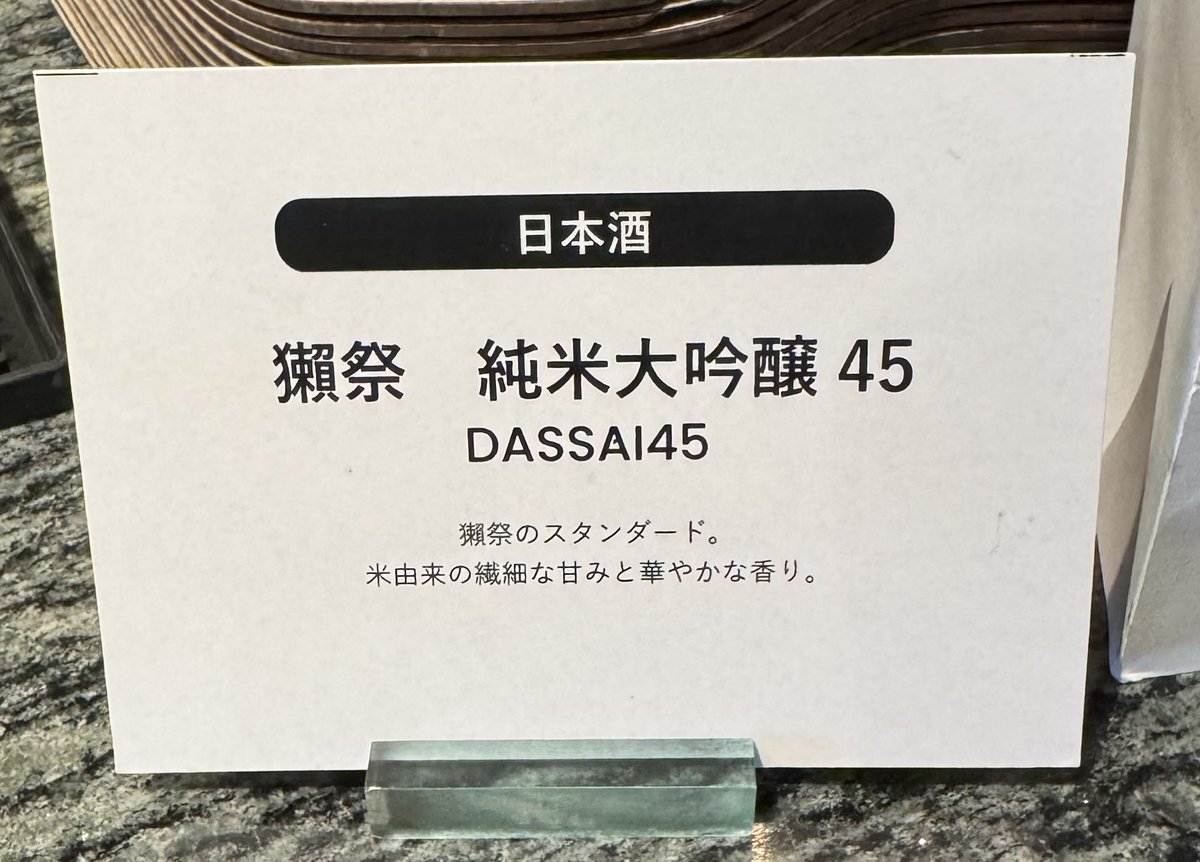 日本酒
獺祭　純米大吟醸 45
DASSAI45
獺祭のスタンダード。
米由来の繊細な甘みと華やかな香り。